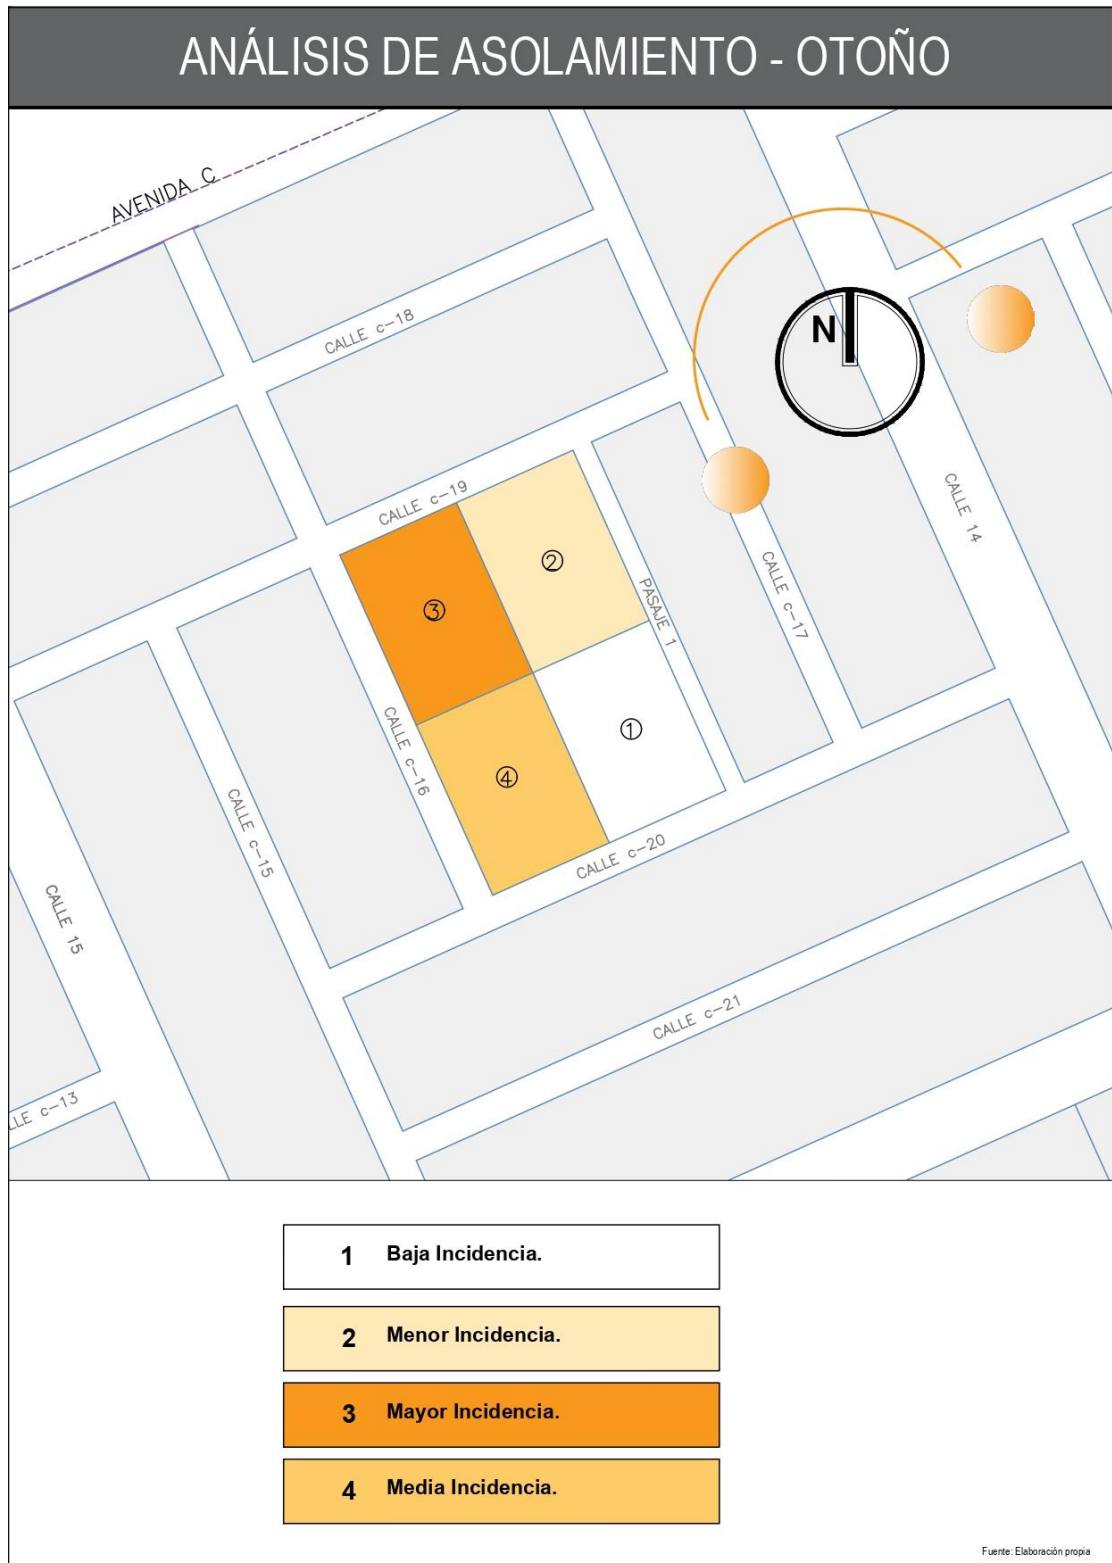 ANÁLISIS DE ASOLAMIENTO - OTOÑO
AVENIDA C
CALLE c-18
N
CALLE c-19
CALLE 14
②
③
PASAJE 1
CALLE c-17
①
CALLE c-16
④
CALLE c-15
CALLE c-20
CALLE 15
CALLE c-21
LLE c-13
1 Baja Incidencia.
2 Menor Incidencia.
3 Mayor Incidencia.
4 Media Incidencia.
Fuente: Elaboración propia